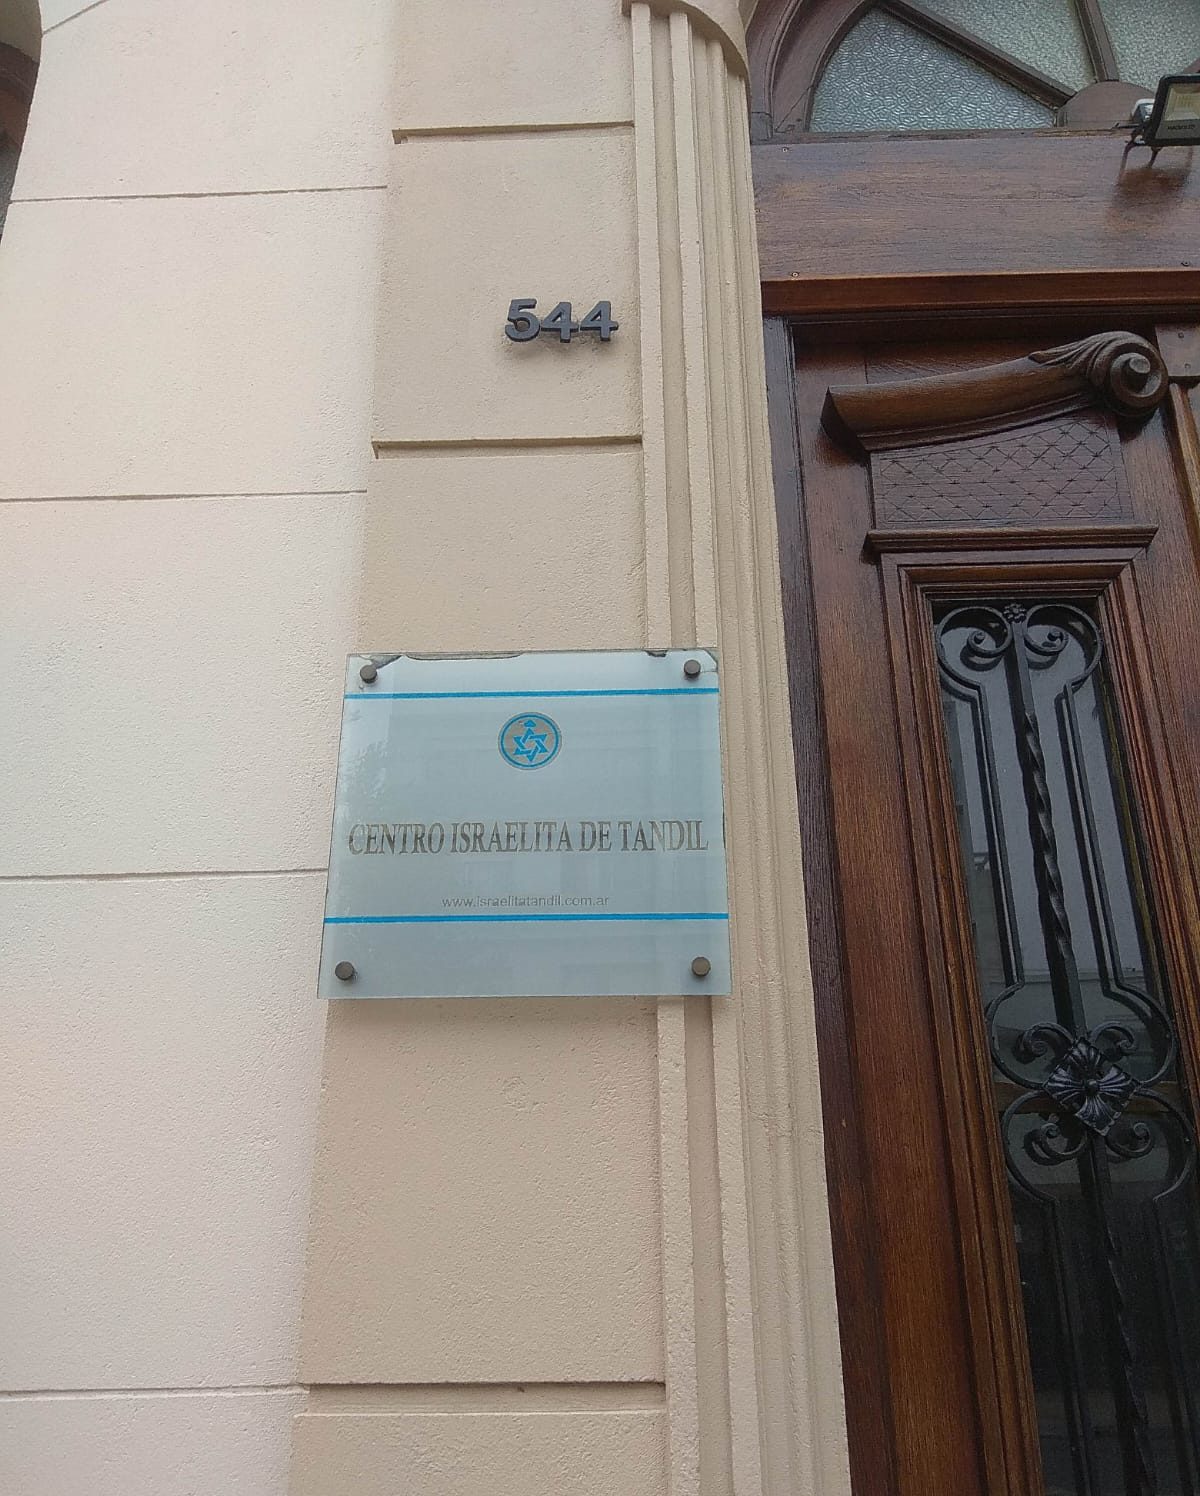 544
CENTRO ISRAELITA DE TANDIL
www.israelitatandil.com.ar